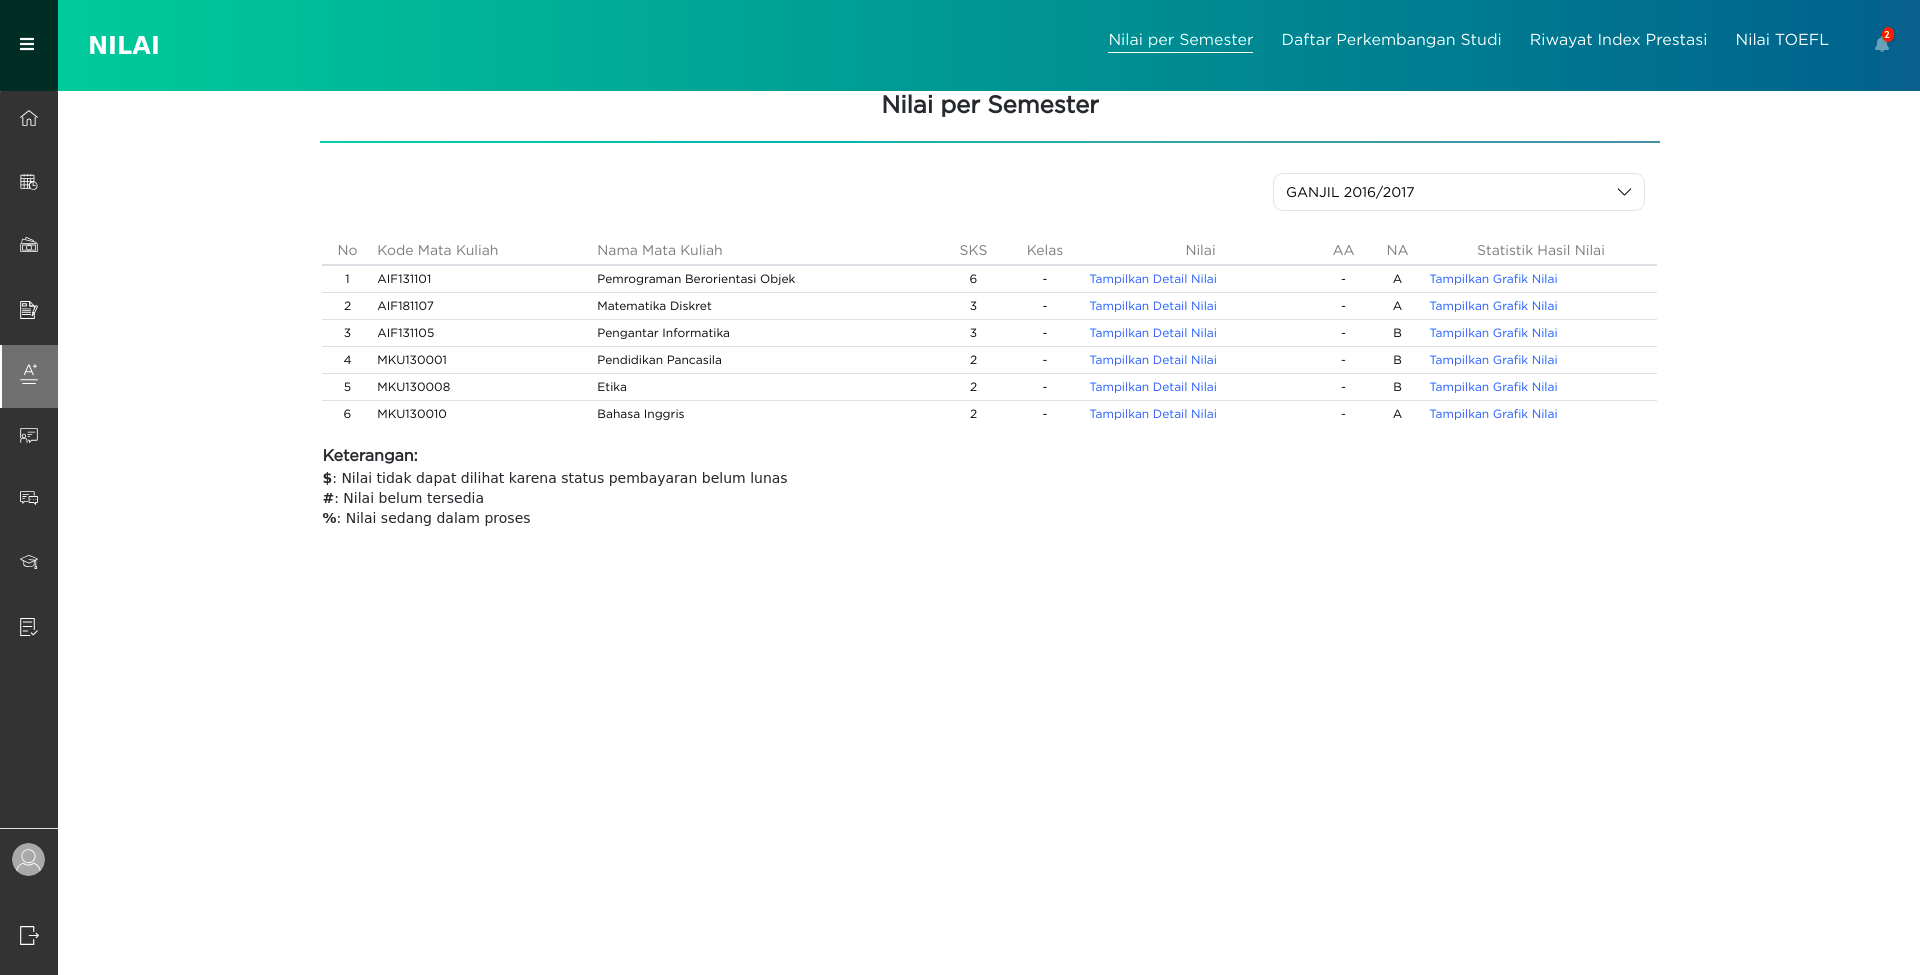 NILAI
Nilai per Semester Daftar Perkembangan Studi Riwayat Index Prestasi Nilai TOEFL 2
Nilai per Semester
GANJIL 2016/2017
No Kode Mata Kuliah Nama Mata Kuliah SKS Kelas Nilai AA NA Statistik Hasil Nilai
1 AIF131101 Pemrograman Berorientasi Objek 6 - Tampilkan Detail Nilai - A Tampilkan Grafik Nilai
2 AIF181107 Matematika Diskret 3 - Tampilkan Detail Nilai - A Tampilkan Grafik Nilai
3 AIF131105 Pengantar Informatika 3 - Tampilkan Detail Nilai - B Tampilkan Grafik Nilai
4 MKU130001 Pendidikan Pancasila 2 - Tampilkan Detail Nilai - B Tampilkan Grafik Nilai
5 MKU130008 Etika 2 - Tampilkan Detail Nilai - B Tampilkan Grafik Nilai
6 MKU130010 Bahasa Inggris 2 - Tampilkan Detail Nilai - A Tampilkan Grafik Nilai
Keterangan:
$: Nilai tidak dapat dilihat karena status pembayaran belum lunas
#: Nilai belum tersedia
%: Nilai sedang dalam proses